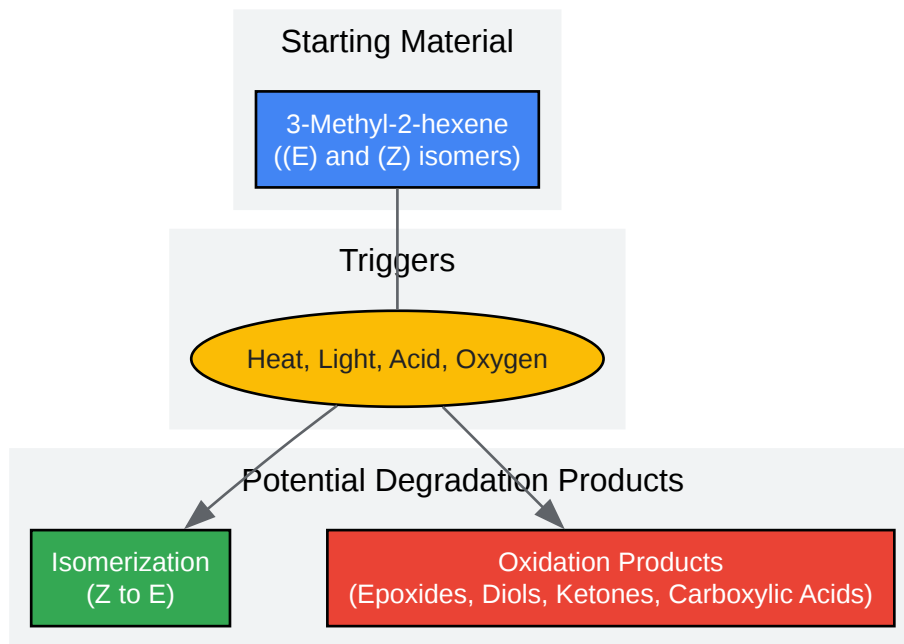 Starting Material
3-Methyl-2-hexene
((E) and (Z) isomers)
Triggers
Heat, Light, Acid, Oxygen
Potential Degradation Products
Isomerization
(Z to E)
Oxidation Products
(Epoxides, Diols, Ketones, Carboxylic Acids)